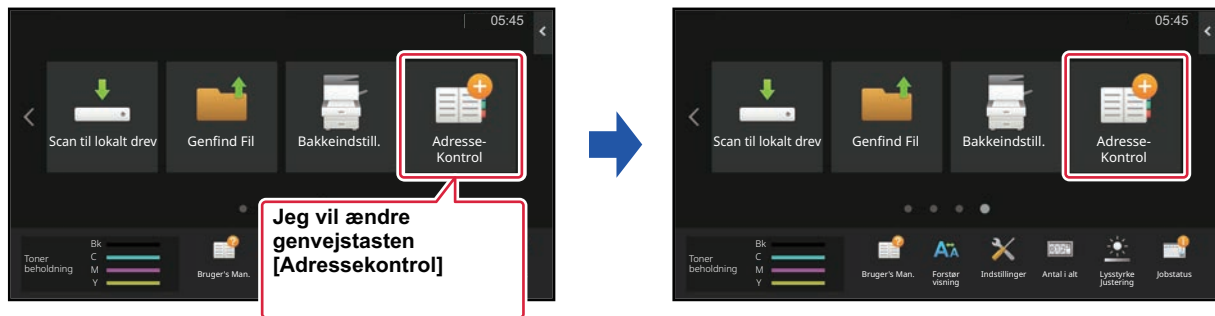 05:45
Scan til lokalt drev
Genfind Fil
Bakkeindstill.
Adresse-
Kontrol
Jeg vil ændre
genvejstasten
[Adressekontrol]
Toner
beholdning
Bk
C
M
Y
Bruger's Man.
05:45
Scan til lokalt drev
Genfind Fil
Bakkeindstill.
Adresse-
Kontrol
Toner
beholdning
Bk
C
M
Y
Bruger's Man.
Forstør
visning
Indstillinger
Antal i alt
Lysstyrke
Justering
Jobstatus